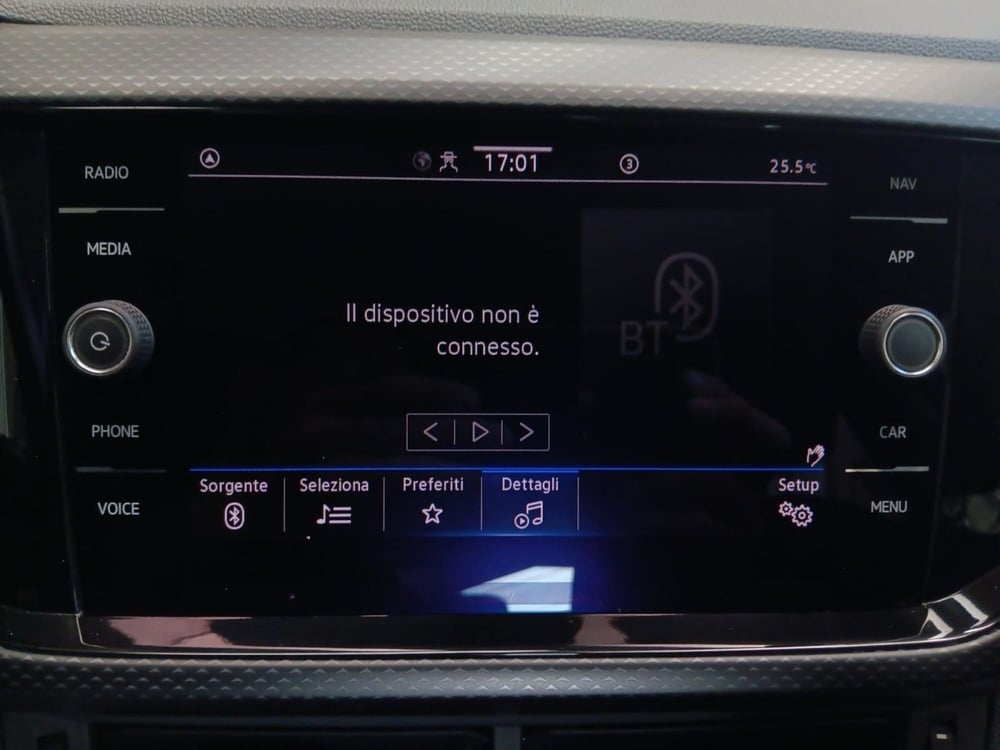 RADIO
MEDIA
PHONE
VOICE
17:01
3
25.5°C
Il dispositivo non è
connesso.
BT
Sorgente
Seleziona
Preferiti
Dettagli
Setup
NAV
APP
CAR
MENU